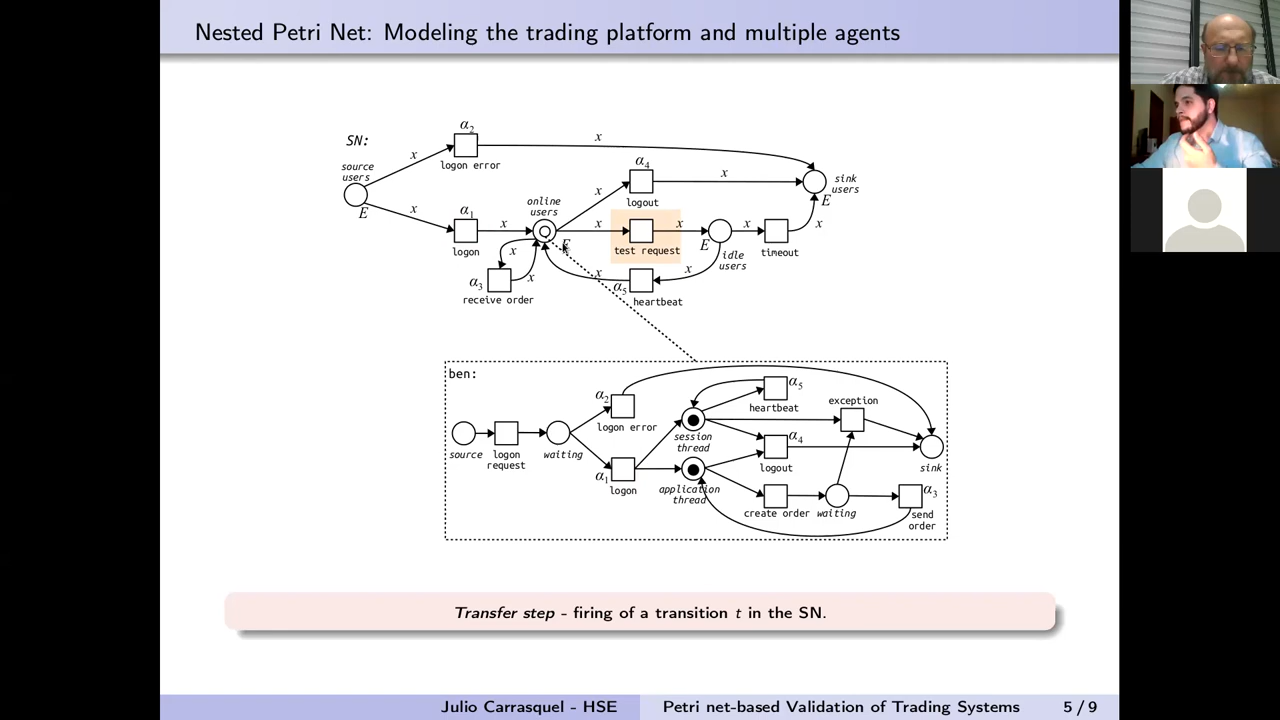 Nested Petri Net: Modeling the trading platform and multiple agents
SN:
α2
x
x
logon error
source
users
E
x
α1
x
logon
online
users
E
x
x
α3
receive order
x
α4
logout
x
x
test request
x
E
idle
users
x
timeout
x
sink
users
E
x
α5
heartbeat
x
ben:
source
logon
request
waiting
α2
logon error
α1
logon
session
thread
application
thread
α5
heartbeat
exception
α4
logout
create order
waiting
α3
send
order
sink
Transfer step - firing of a transition t in the SN.
Julio Carrasquel - HSE
Petri net-based Validation of Trading Systems
5 / 9